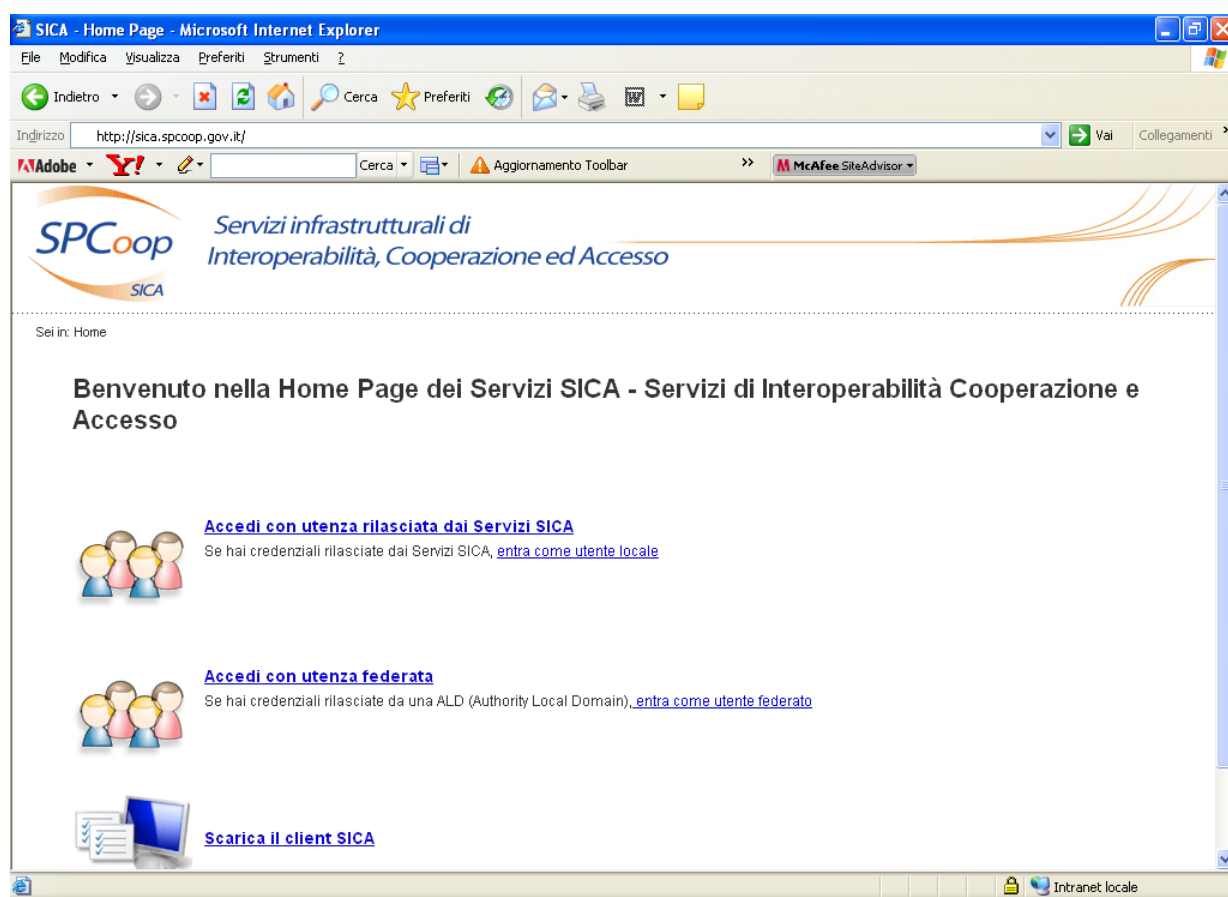 SICA - Home Page - Microsoft Internet Explorer
File Modifica Visualizza Preferiti Strumenti ?
Indietro Cerca Preferiti
Indirizzo http://sica.spcoop.gov.it/ Vai Collegamenti »
Adobe Y! Cerca Aggiornamento Toolbar » McAfee SiteAdvisor
SPCoop
SICA
Servizi infrastrutturali di
Interoperabilità, Cooperazione ed Accesso
Sei in: Home
Benvenuto nella Home Page dei Servizi SICA - Servizi di Interoperabilità Cooperazione e
Accesso
Accedi con utenza rilasciata dai Servizi SICA
Se hai credenziali rilasciate dai Servizi SICA, entra come utente locale
Accedi con utenza federata
Se hai credenziali rilasciate da una ALD (Authority Local Domain), entra come utente federato
Scarica il client SICA
Intranet locale